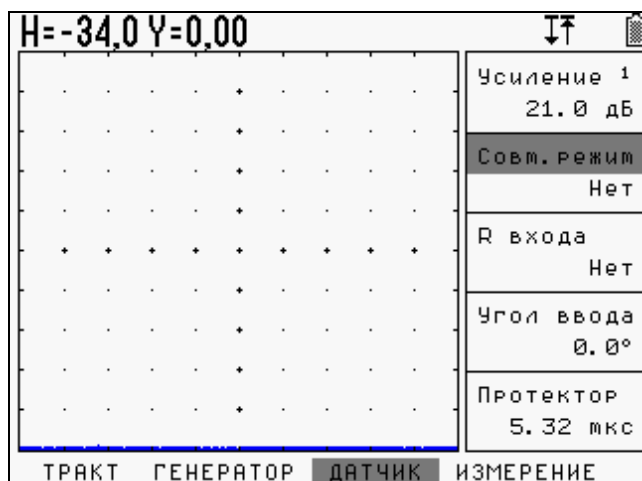 H=-34,0 Y=0,00
Усиление 1
21.0 дБ
Совм.режим
Нет
R входа
Нет
Угол ввода
0.0°
Протектор
5.32 мкс
ТРАКТ ГЕНЕРАТОР ДАТЧИК ИЗМЕРЕНИЕ